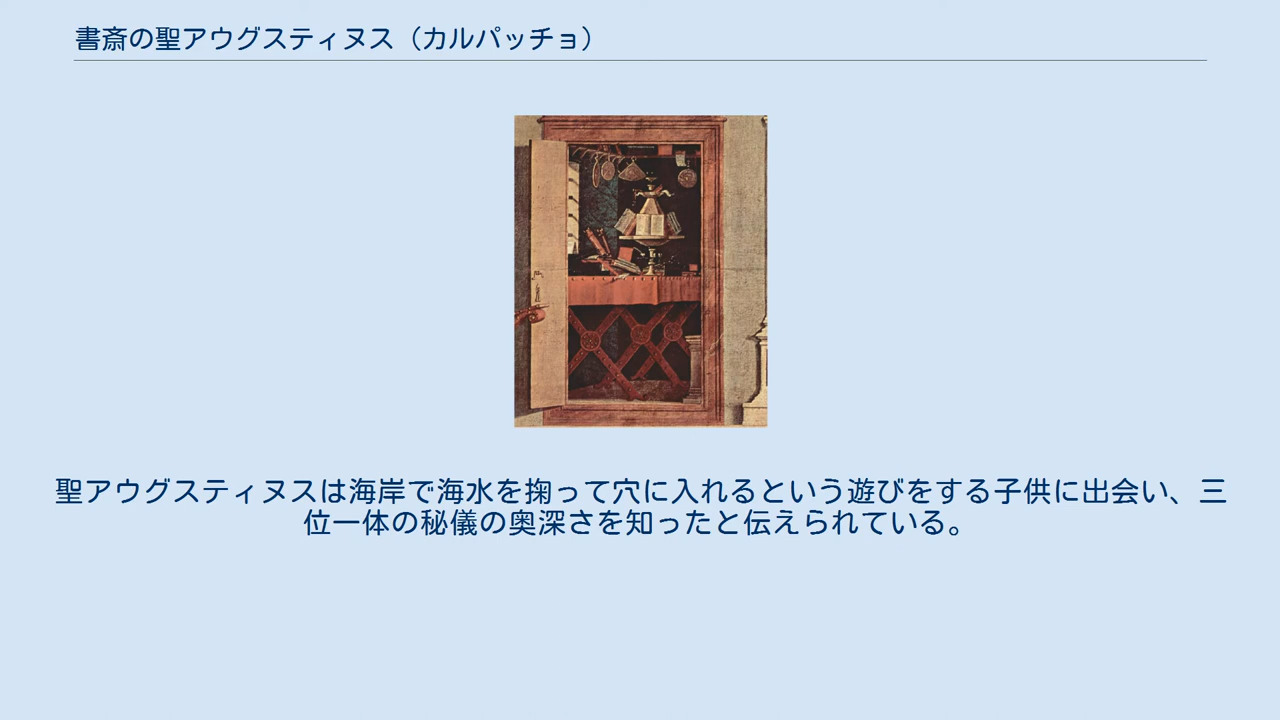 書斎の聖アウグスティヌス（カルパッチョ）
聖アウグスティヌスは海岸で海水を掬って穴に入れるという遊びをする子供に出会い、三
位一体の秘儀の奥深さを知ったと伝えられている。